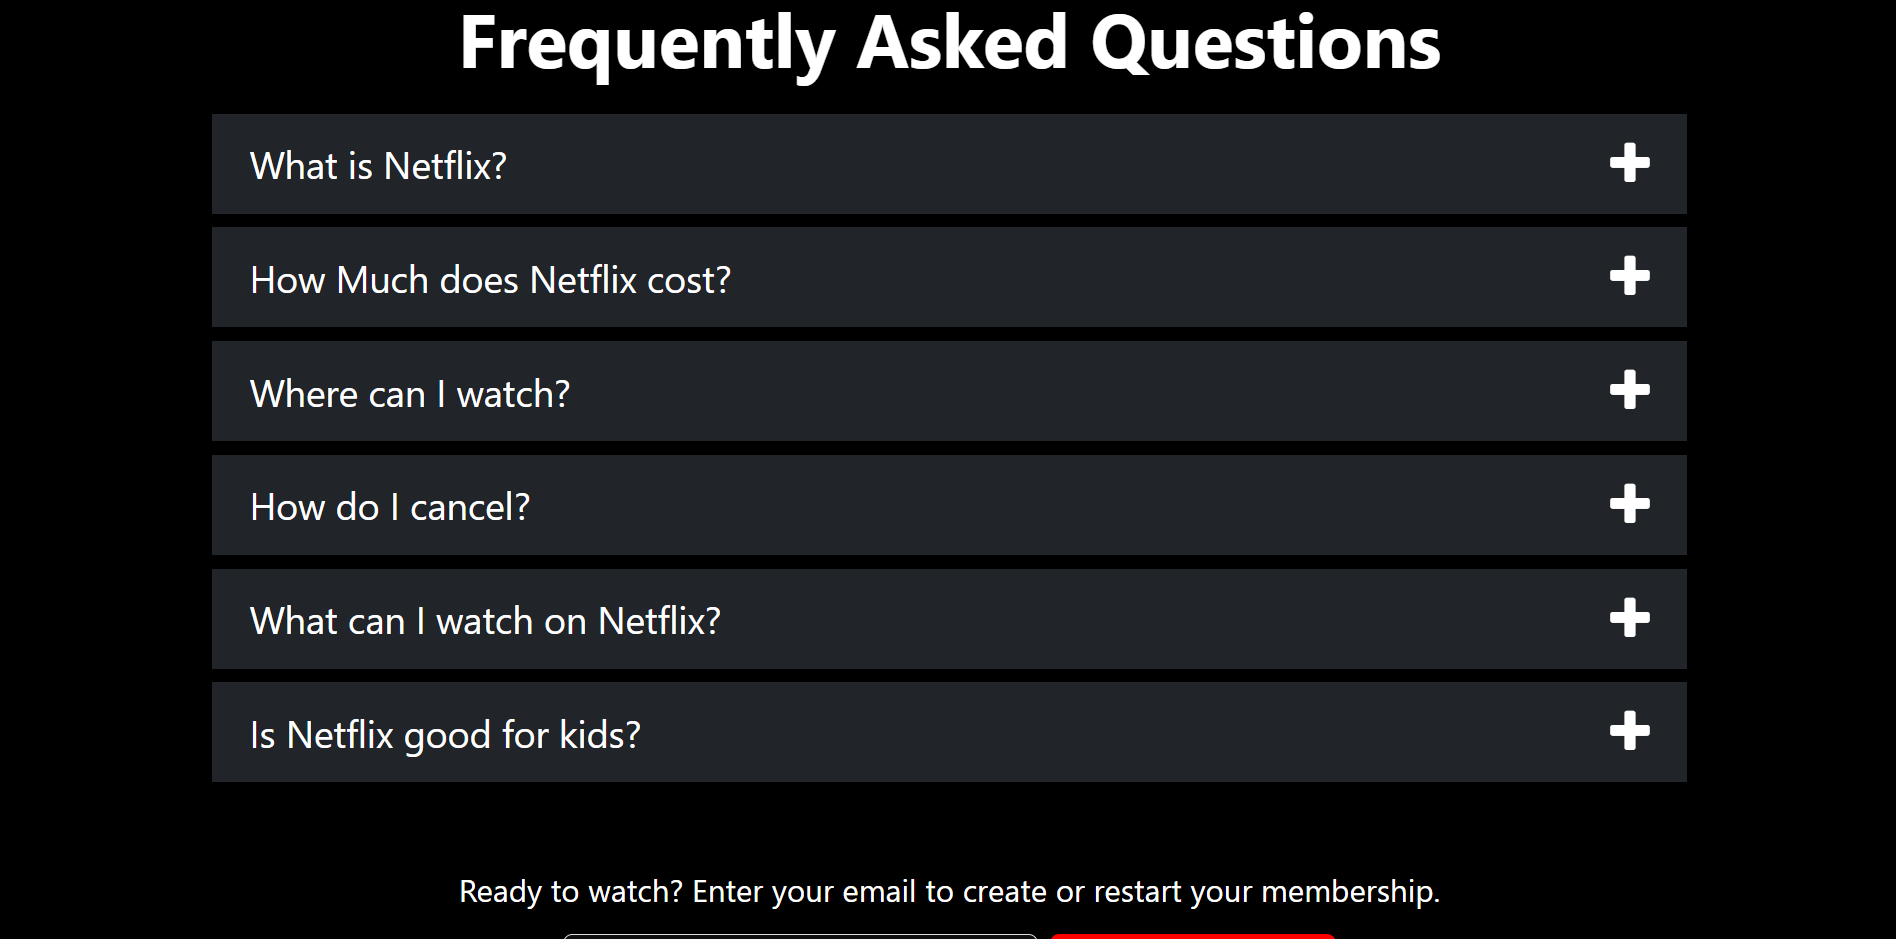 Frequently Asked Questions
What is Netflix?
How Much does Netflix cost?
Where can I watch?
How do I cancel?
What can I watch on Netflix?
Is Netflix good for kids?
Ready to watch? Enter your email to create or restart your membership.